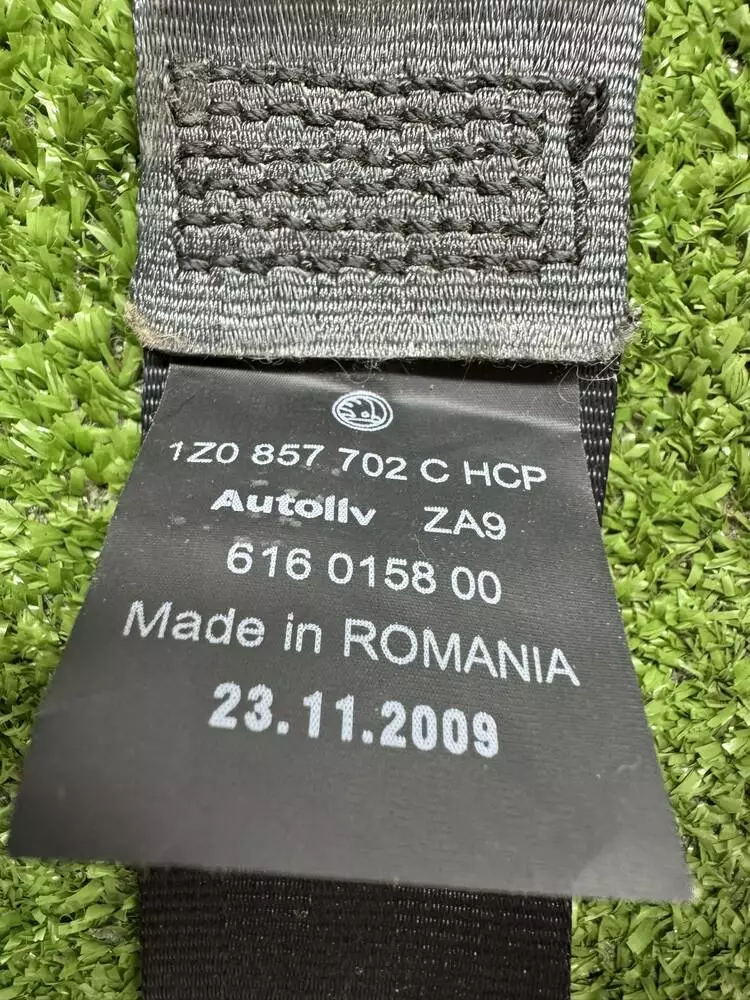 1Z0 857 702 C HCP
Autoliv ZA9
616 0158 00
Made in ROMANIA
23.11.2009